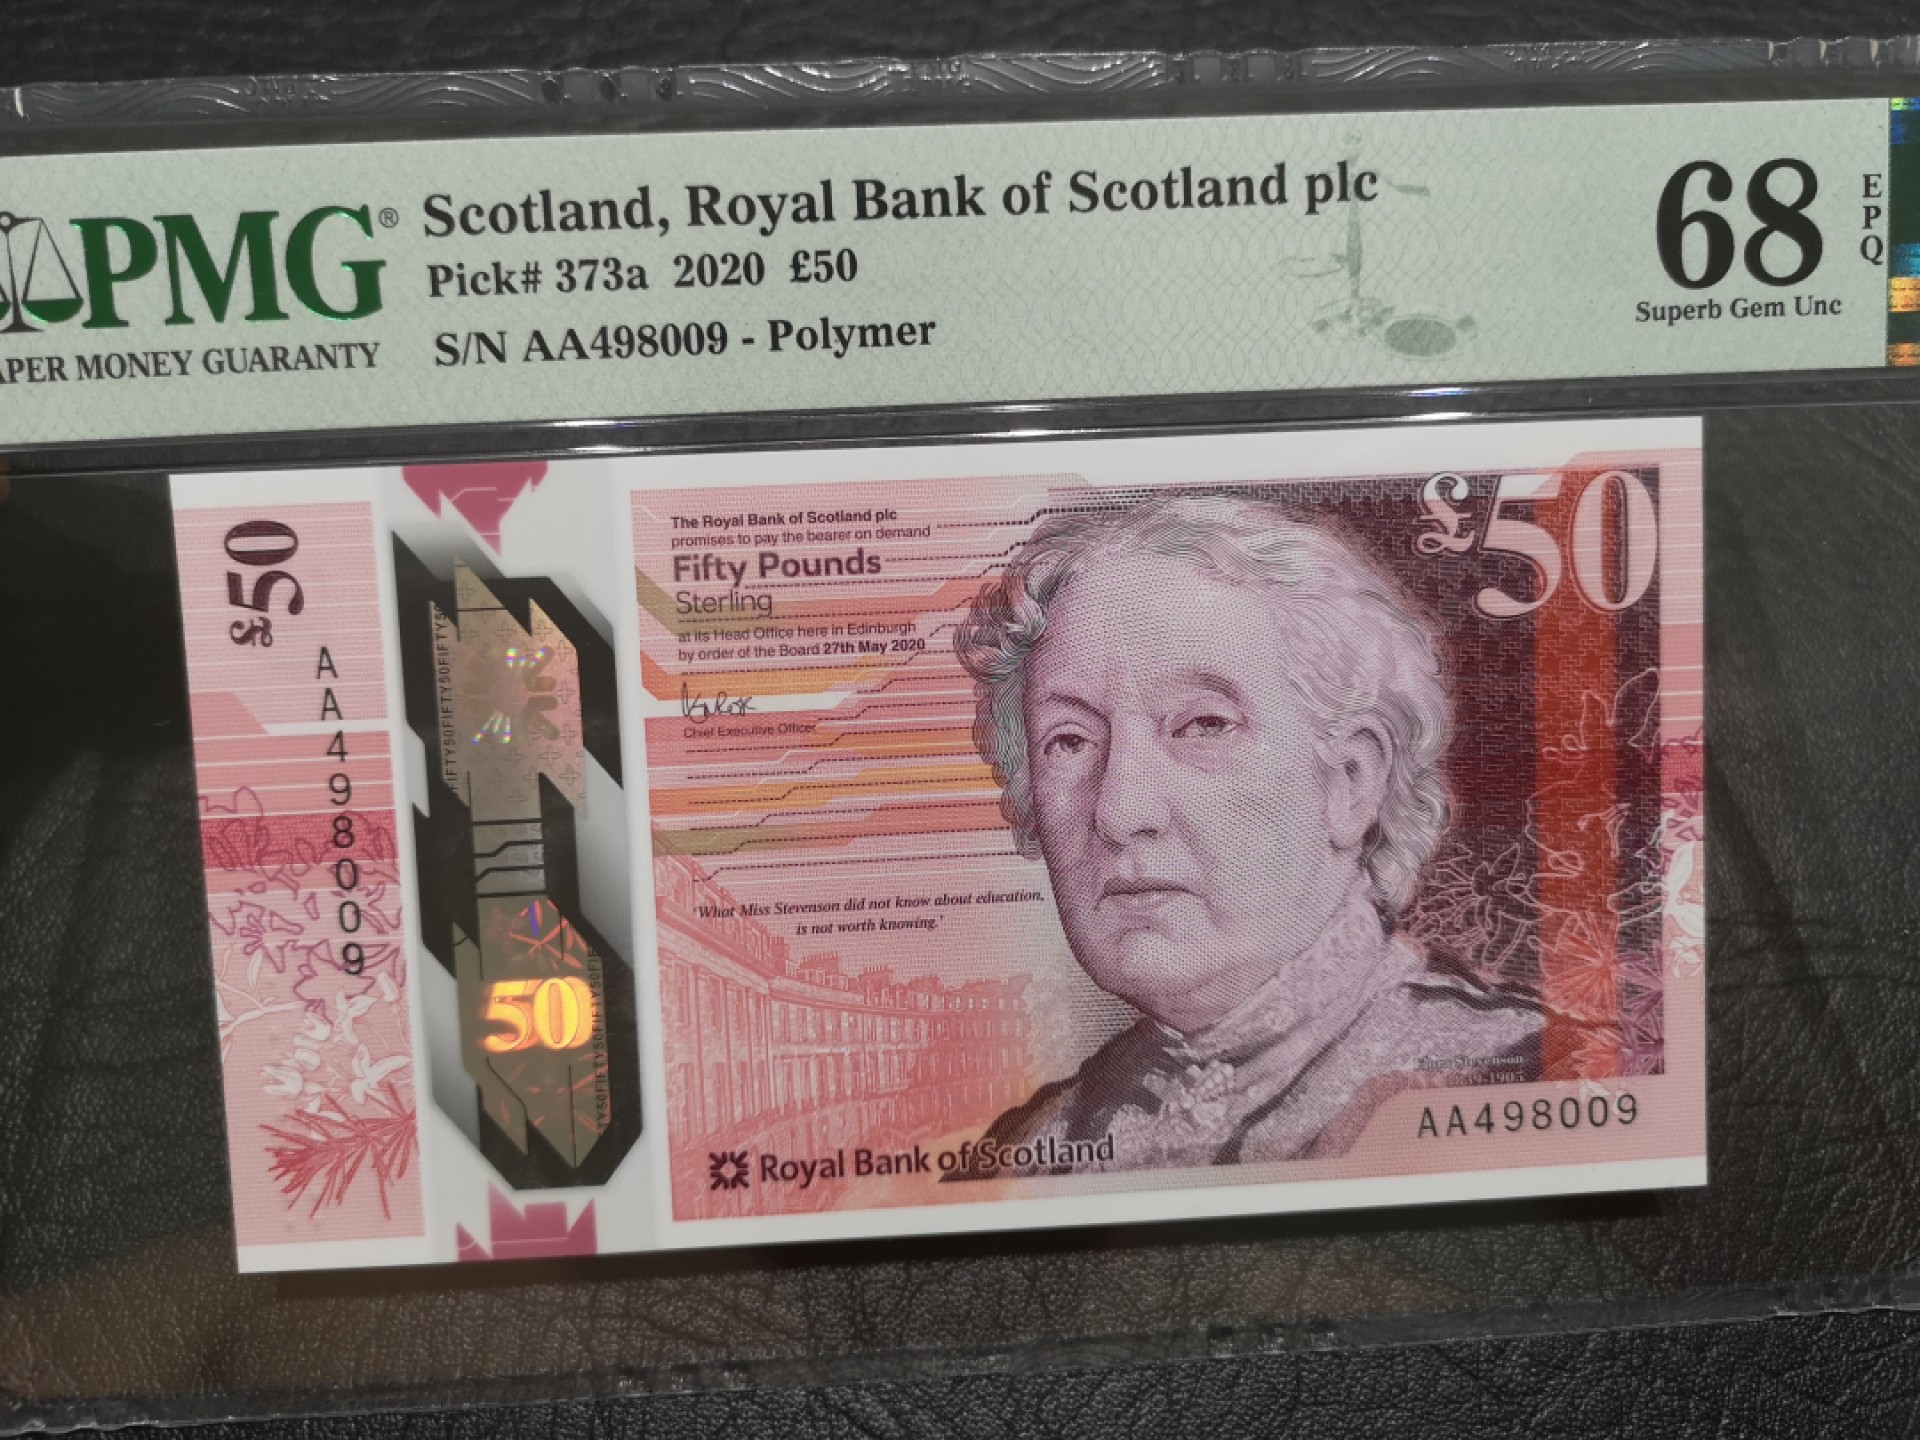 PMG®
APER MONEY GUARANTY
Scotland, Royal Bank of Scotland plc
Pick# 373a 2020 £50
S/N AA498009 - Polymer
68
EPQ
Superb Gem Unc
£50
AA498009
50
The Royal Bank of Scotland plc
promises to pay the bearer on demand
Fifty Pounds
Sterling
at its Head Office here in Edinburgh
by order of the Board 27th May 2020
Chief Executive Officer
'What Miss Stevenson did not know about education,
is not worth knowing.'
Royal Bank of Scotland
£50
Stevenson
AA498009